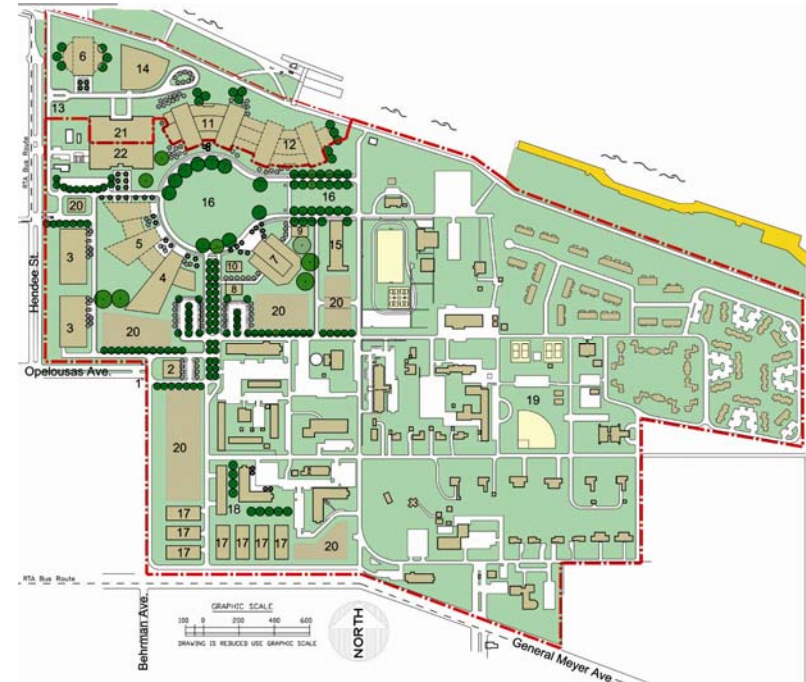 6
14
13
21
22
11
12
RTA Bus Route
20
16
16
5
4
3
3
Hendee St.
9
15
7
10
8
20
20
20
Opelousas Ave.
1
2
19
20
18
17
17
17
17 17 17 17
20
RTA Bus Route
Behrman Ave.
GRAPHIC SCALE
100 0 200 400 600
DRAWING IS REDUCED USE GRAPHIC SCALE
NORTH
General Meyer Ave.